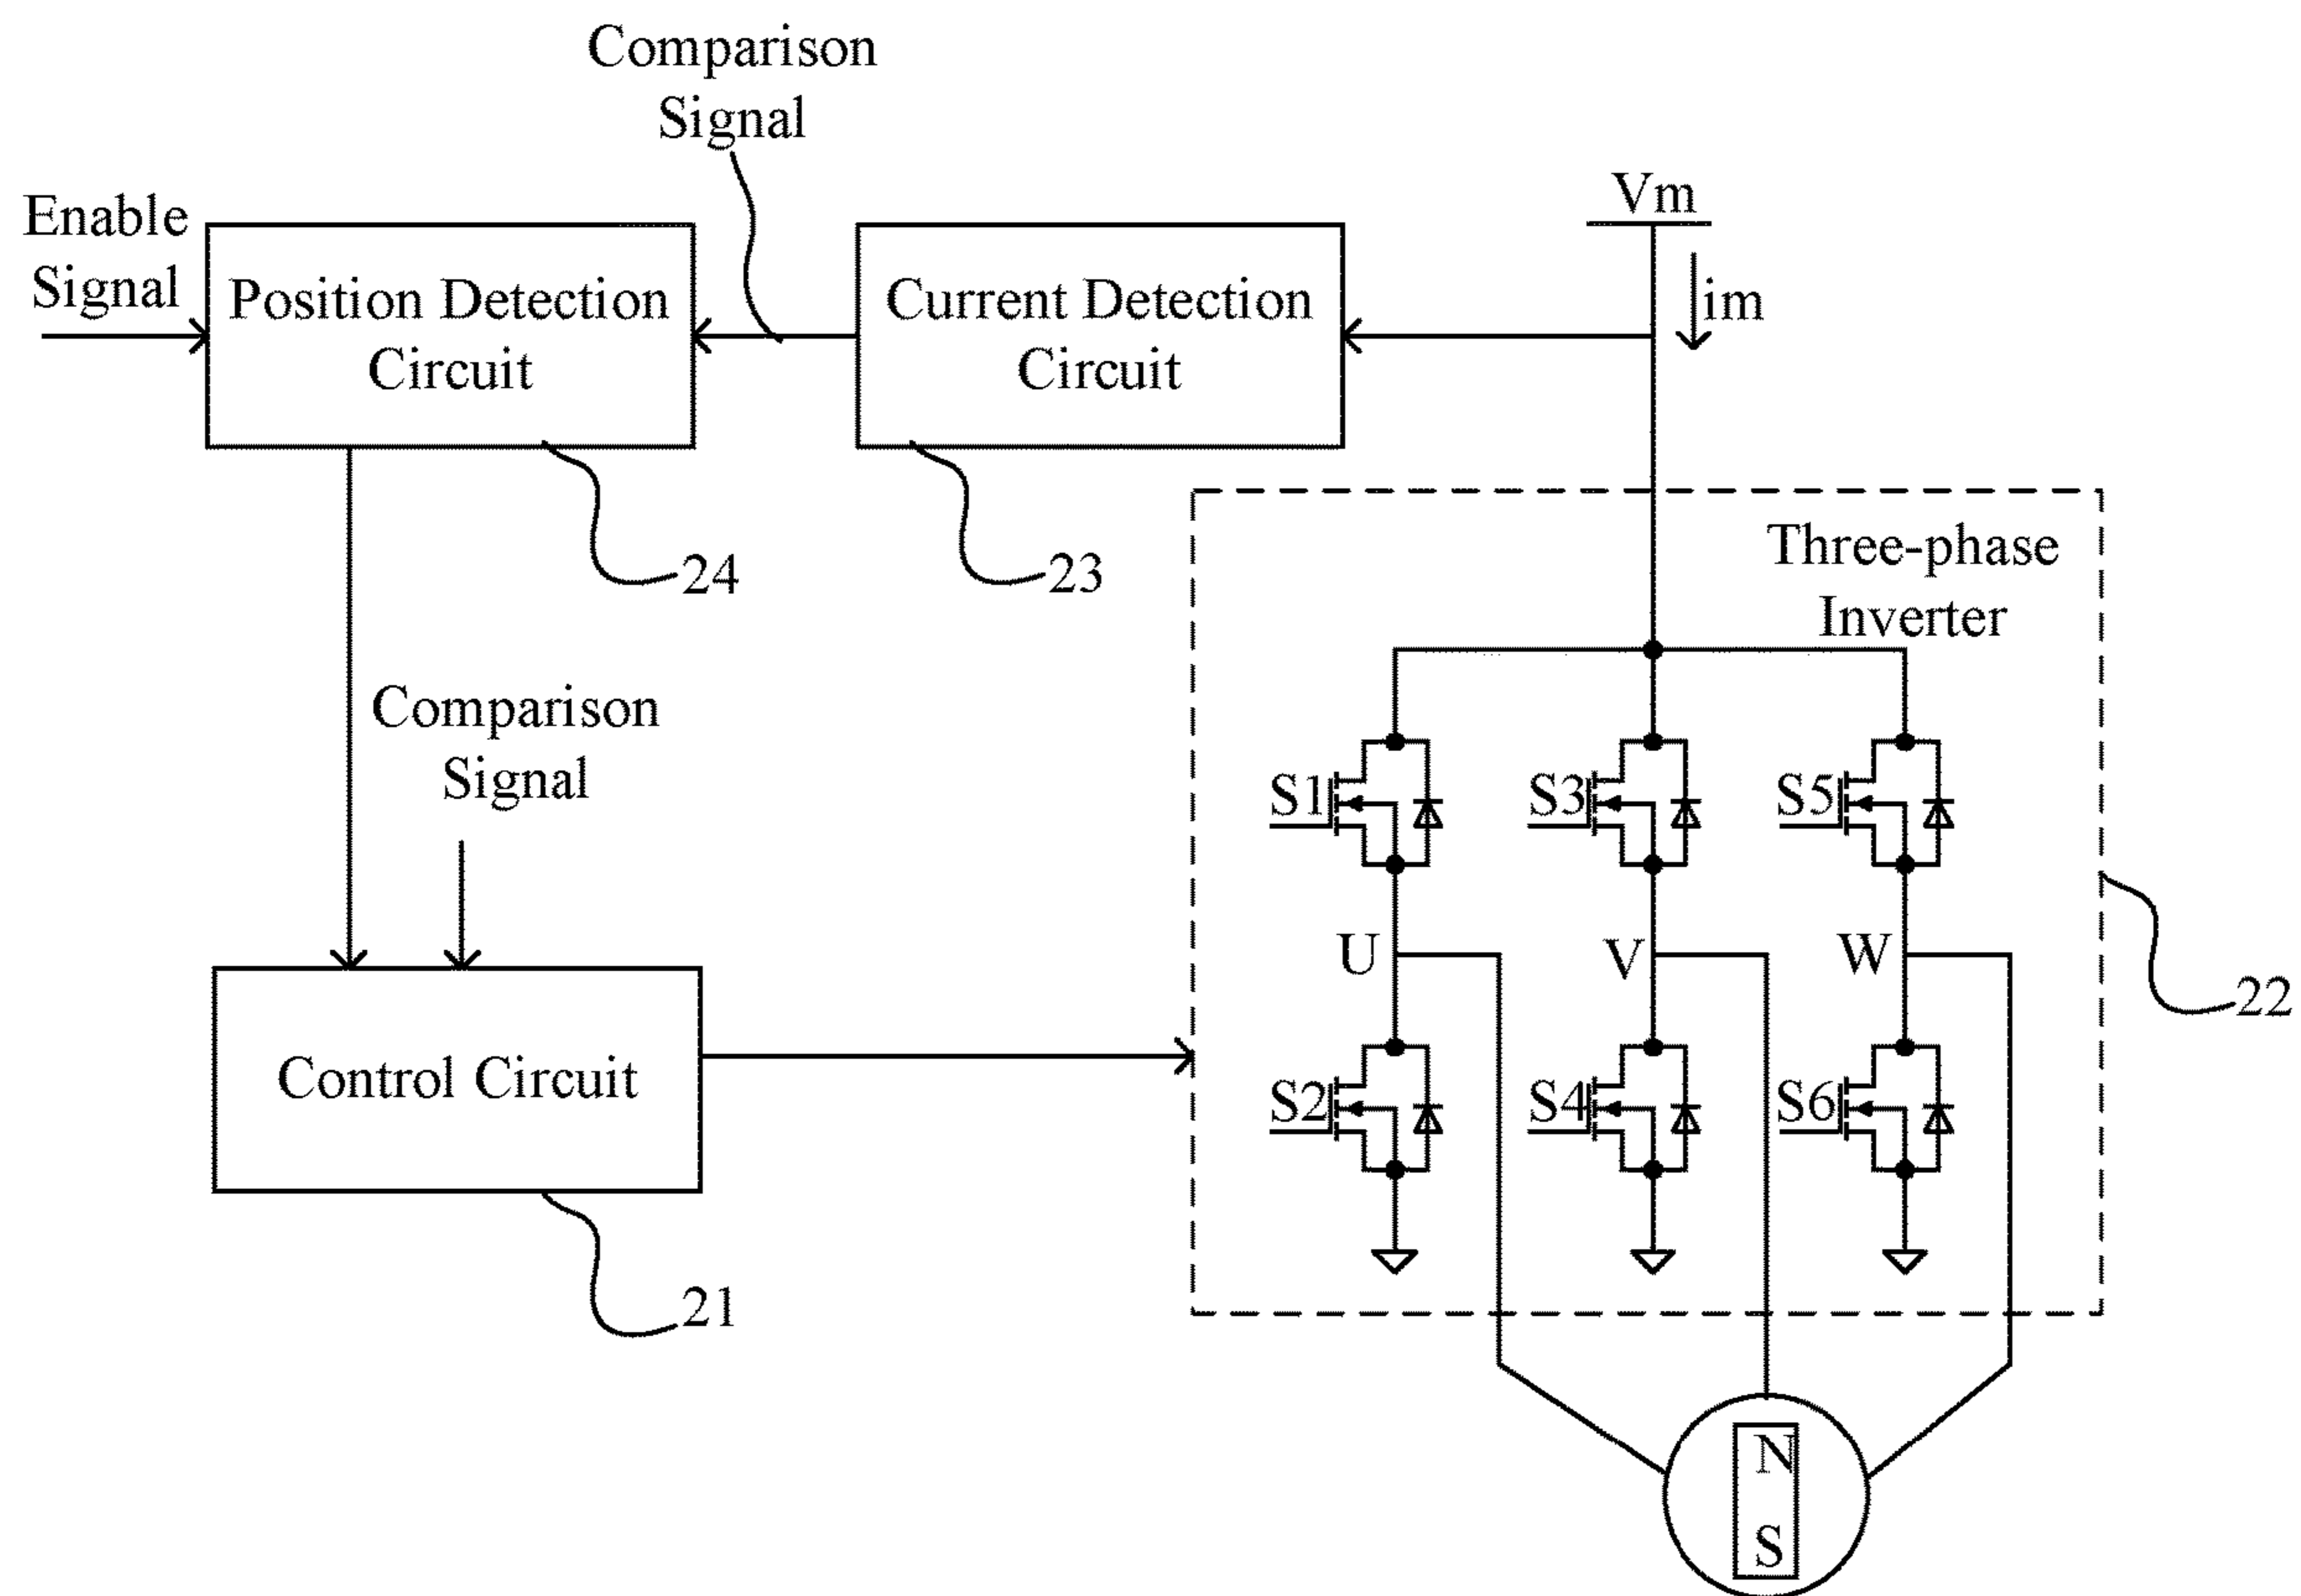 Comparison
Signal
Enable
Signal
Position Detection
Circuit
Current Detection
Circuit
Vm
im
24
23
Three-phase
Inverter
Comparison
Signal
S1
S3
S5
U
V
W
22
Control Circuit
S2
S4
S6
21
N
S